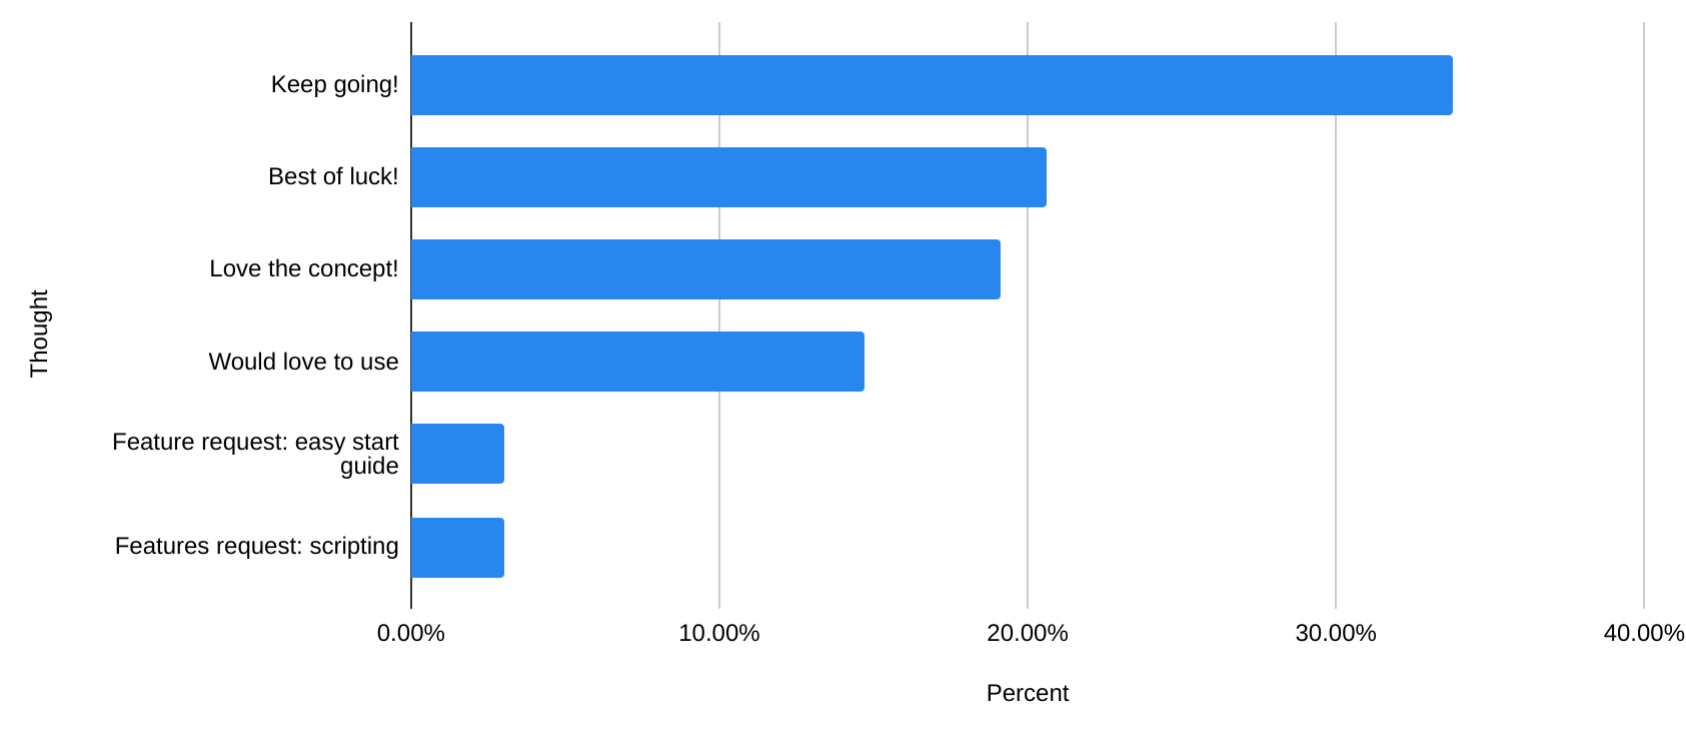 Thought
Keep going!
Best of luck!
Love the concept!
Would love to use
Feature request: easy start
guide
Features request: scripting
0.00%
10.00%
20.00%
30.00%
40.00%
Percent